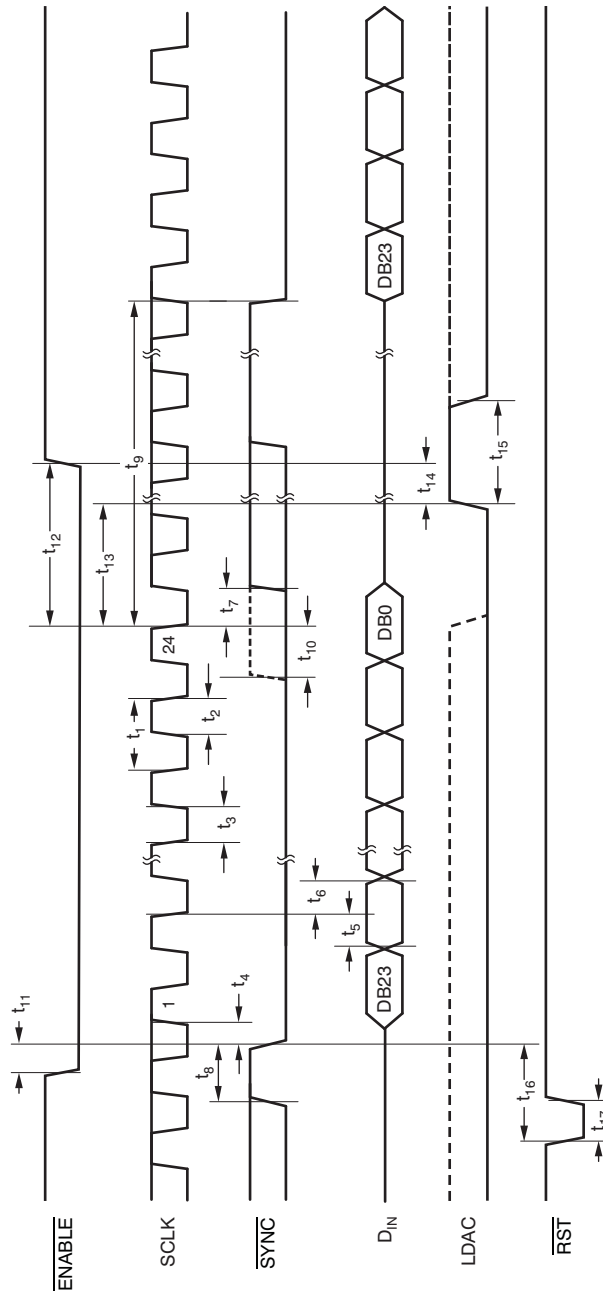 ENABLE
t11
t12
t9
t13
SCLK
1
24
t1
t2
t3
SYNC
t8
t4
t7
t10
t5
t6
DIN
DB23
DB0
DB23
LDAC
t14
t15
RST
t16
t17